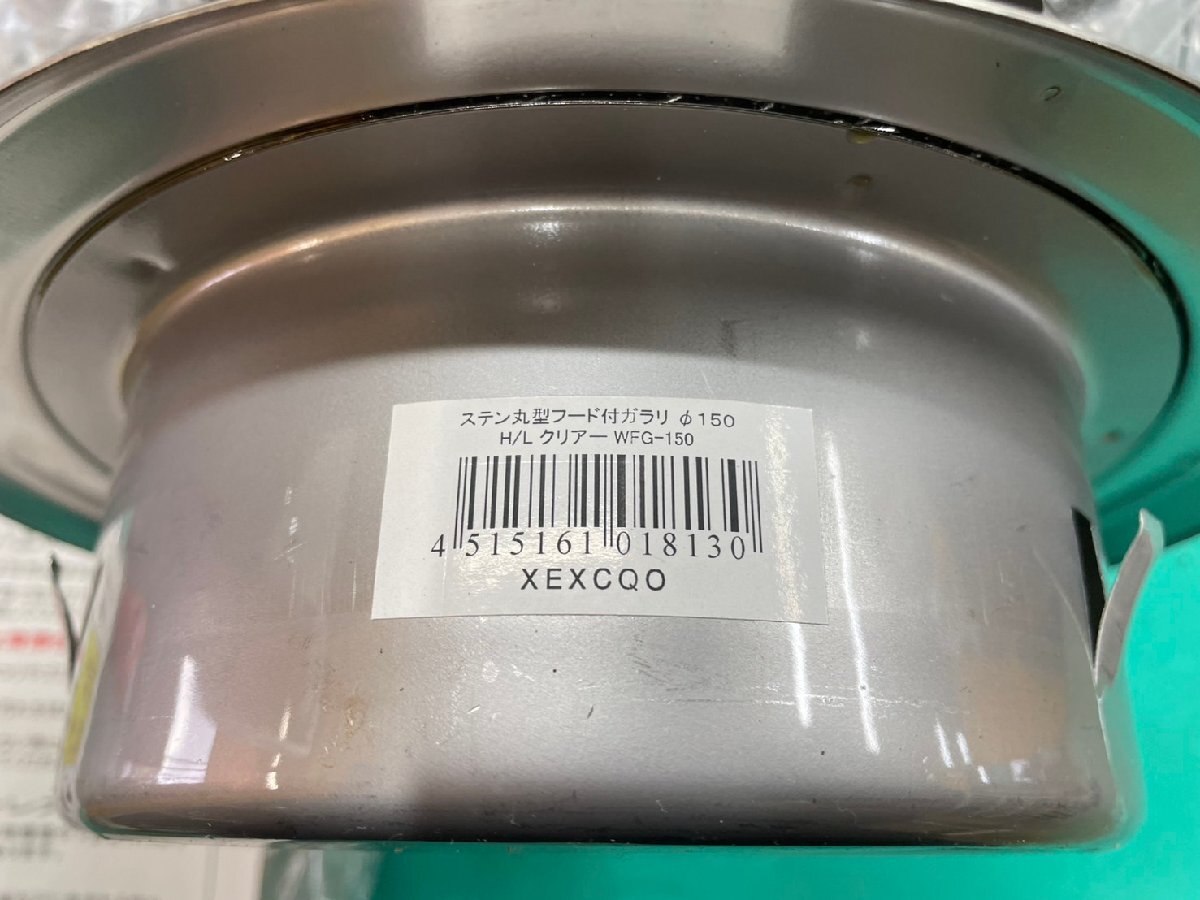 ステン丸型フード付ガラリ φ150
H/L クリアー WFG-150
4 515161 018130
XEXCQO